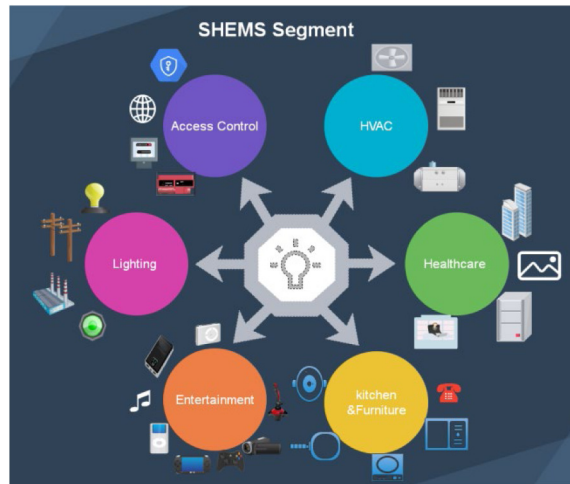 SHEMS Segment
Access Control
HVAC
Lighting
Healthcare
Entertainment
kitchen
&Furniture